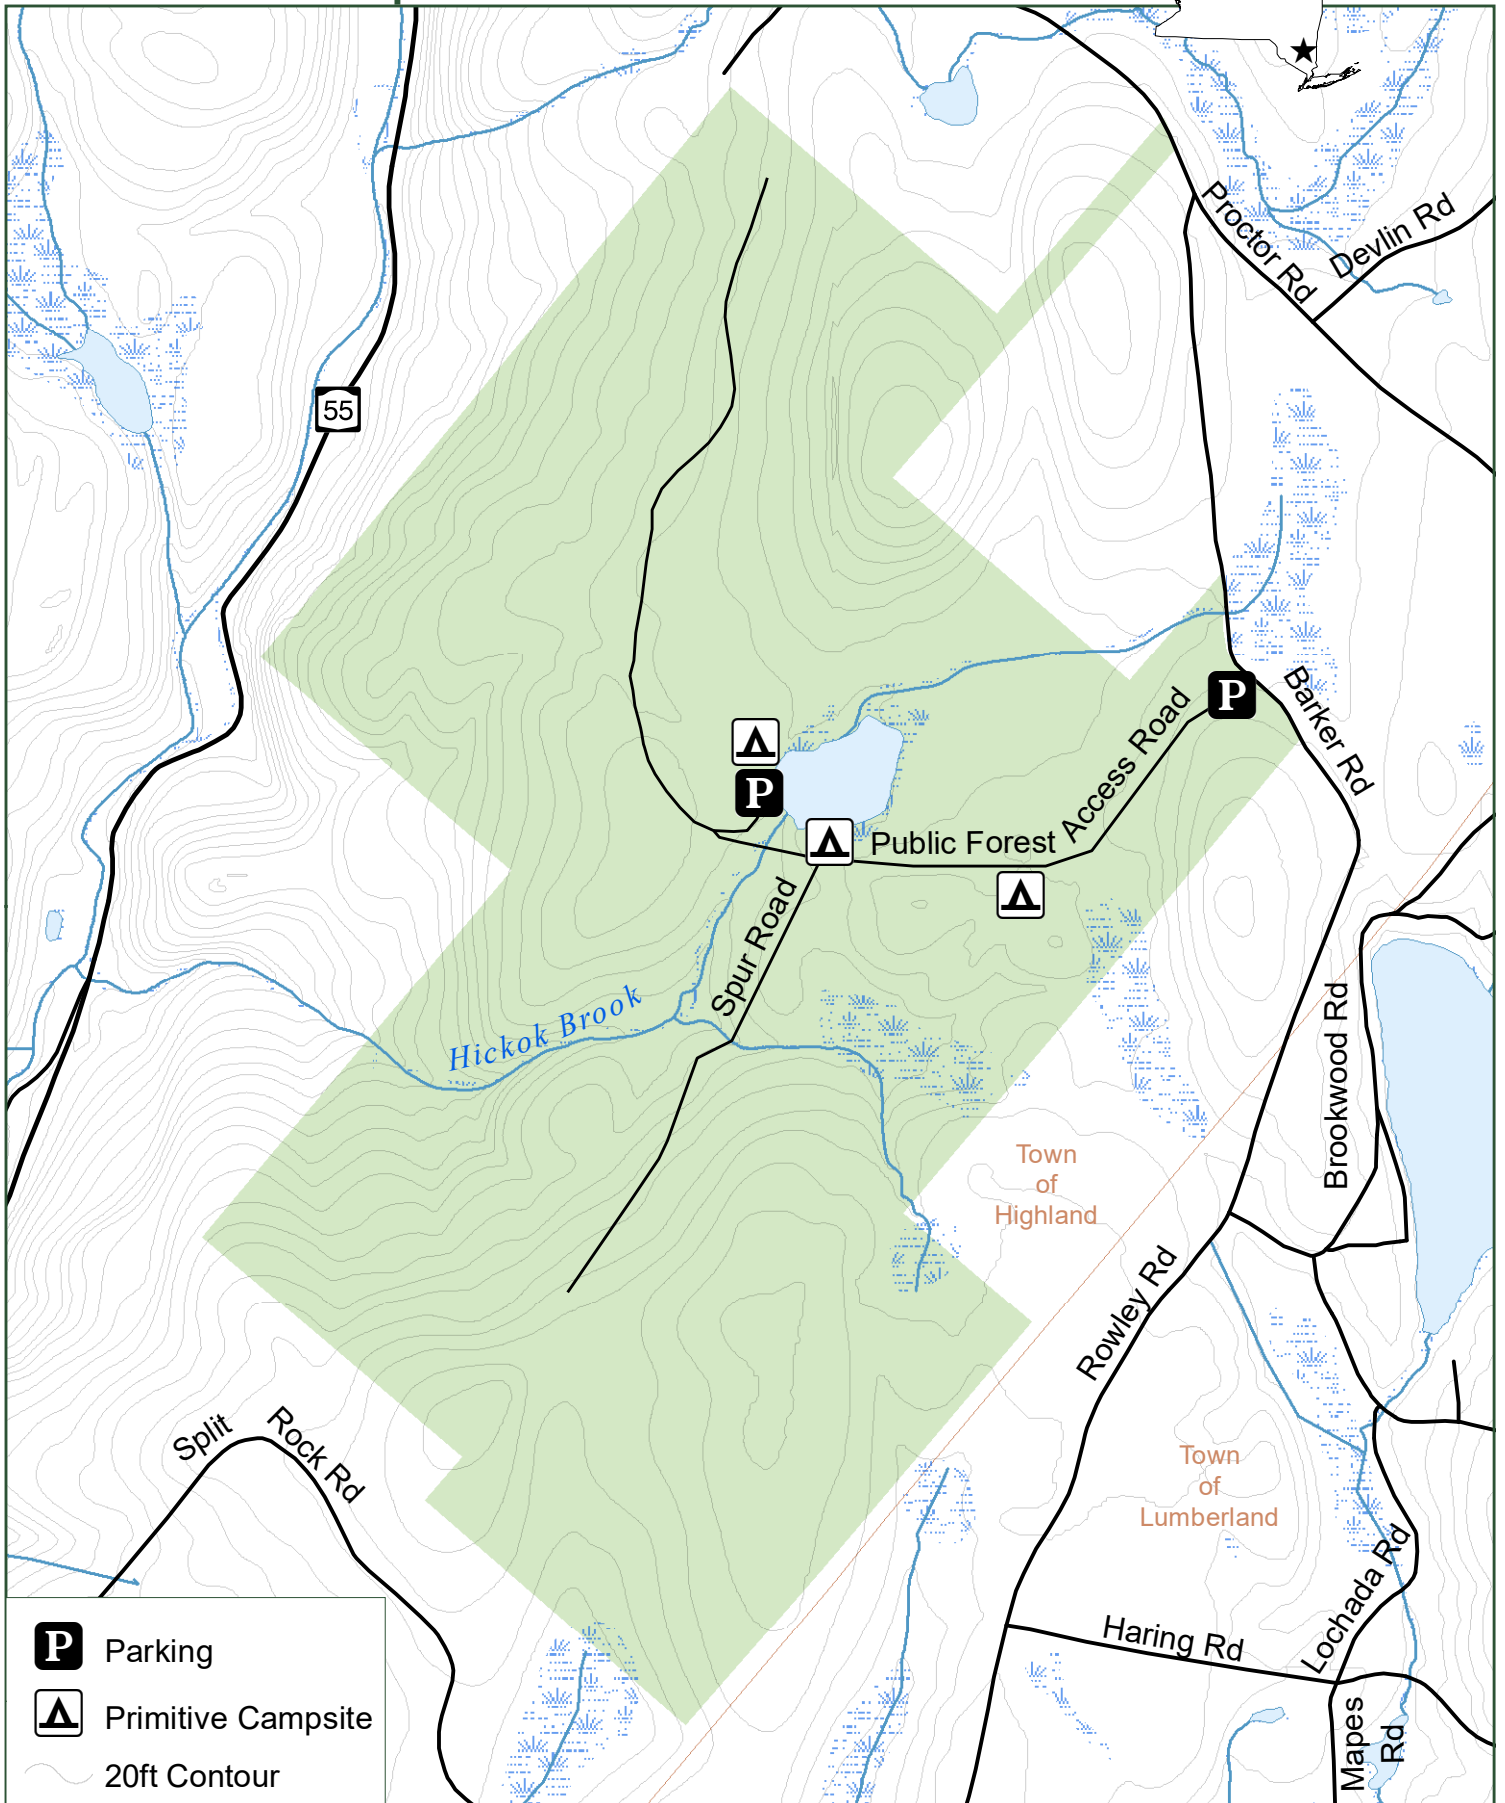 Proctor Rd
Devlin Rd
55
Barker Rd
P
Access Road
P
Public Forest
Spur Road
Hickok Brook
Brookwood Rd
Town
of
Highland
Rowley Rd
Split
Rock Rd
Town
of
Lumberland
Lochada Rd
Haring Rd
Mapes
Rd
P Parking
Primitive Campsite
20ft Contour